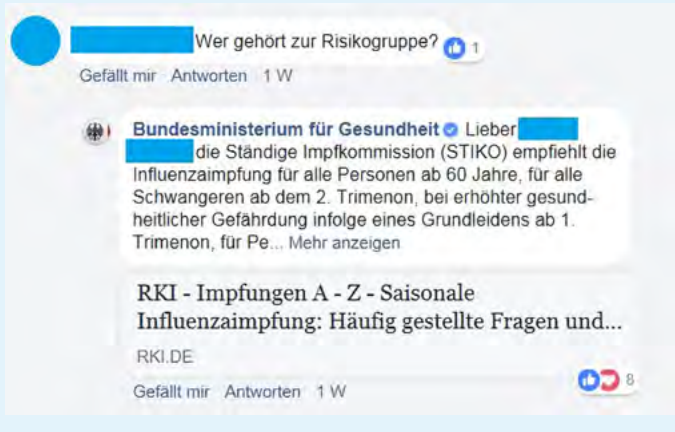 Wer gehört zur Risikogruppe? 1
Gefällt mir Antworten 1 W
Bundesministerium für Gesundheit Lieber
die Ständige Impfkommission (STIKO) empfiehlt die
Influenzaimpfung für alle Personen ab 60 Jahre, für alle
Schwangeren ab dem 2. Trimenon, bei erhöhter gesund-
heitlicher Gefährdung infolge eines Grundleidens ab 1.
Trimenon, für Pe... Mehr anzeigen
RKI - Impfungen A - Z - Saisonale
Influenzaimpfung: Häufig gestellte Fragen und...
RKI.DE
Gefällt mir Antworten 1 W 8